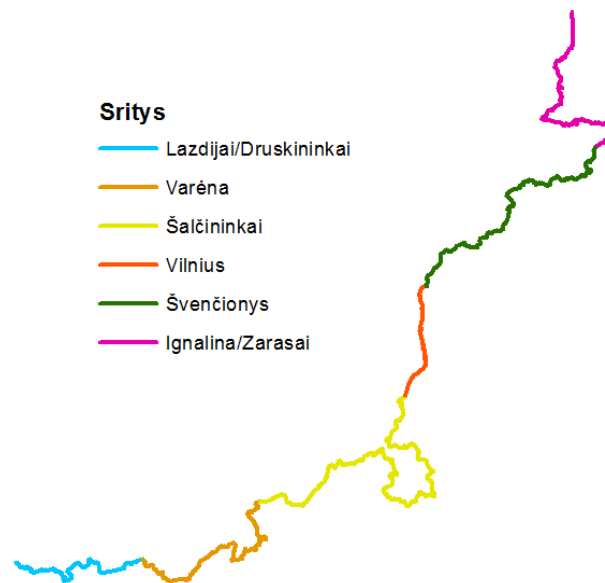 Sritys
Lazdijai/Druskininkai
Varėna
Šalčininkai
Vilnius
Švenčionys
Ignalina/Zarasai